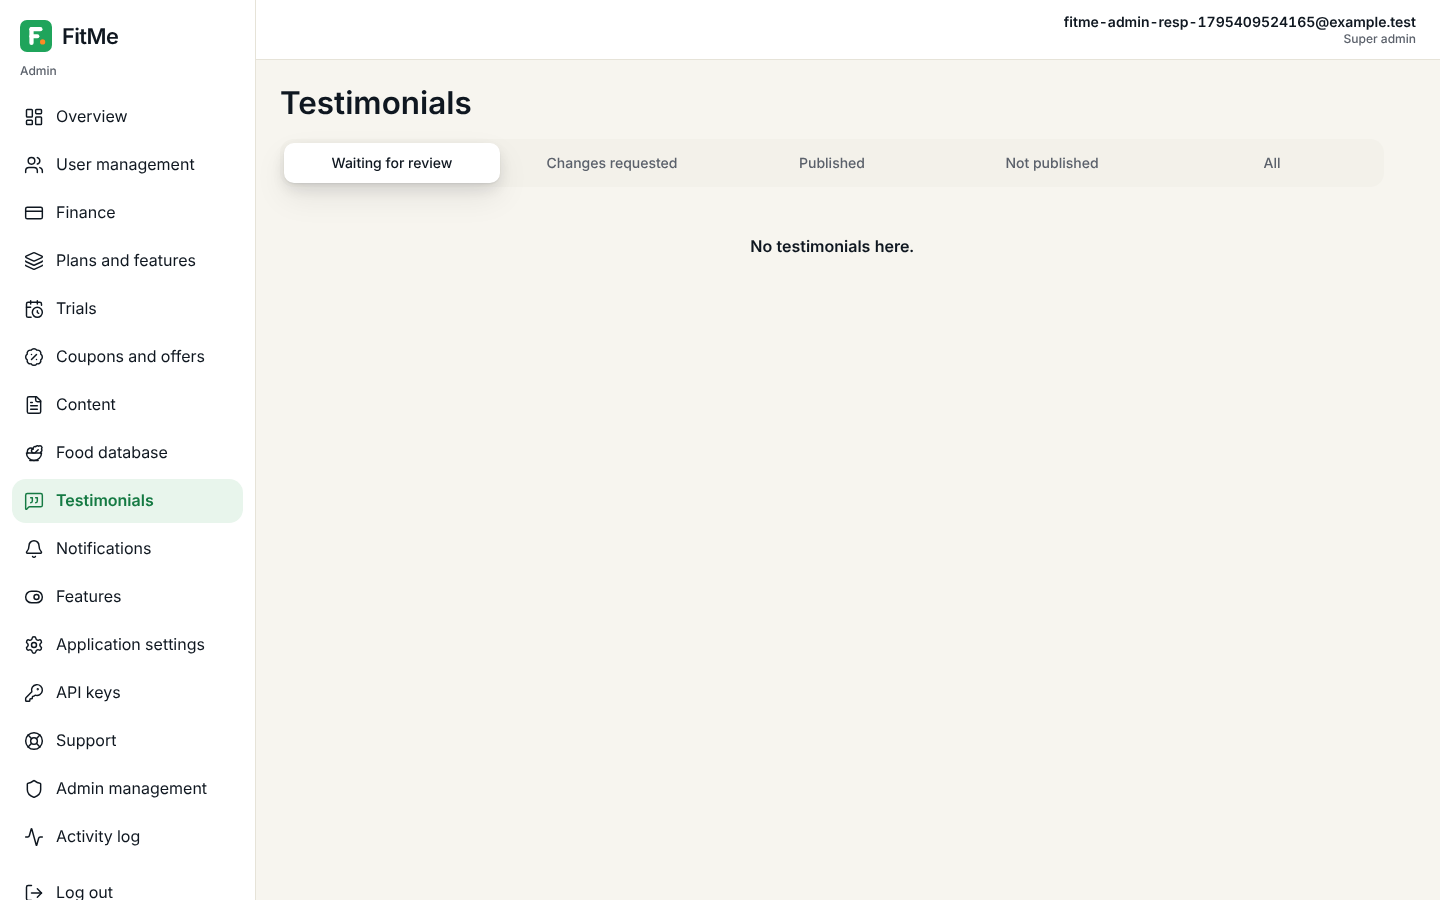 FitMe
Admin
Overview
User management
Finance
Plans and features
Trials
Coupons and offers
Content
Food database
Testimonials
Notifications
Features
Application settings
API keys
Support
Admin management
Activity log
Log out
fitme-admin-resp-1795409524165@example.test
Super admin
Testimonials
Waiting for review
Changes requested
Published
Not published
All
No testimonials here.